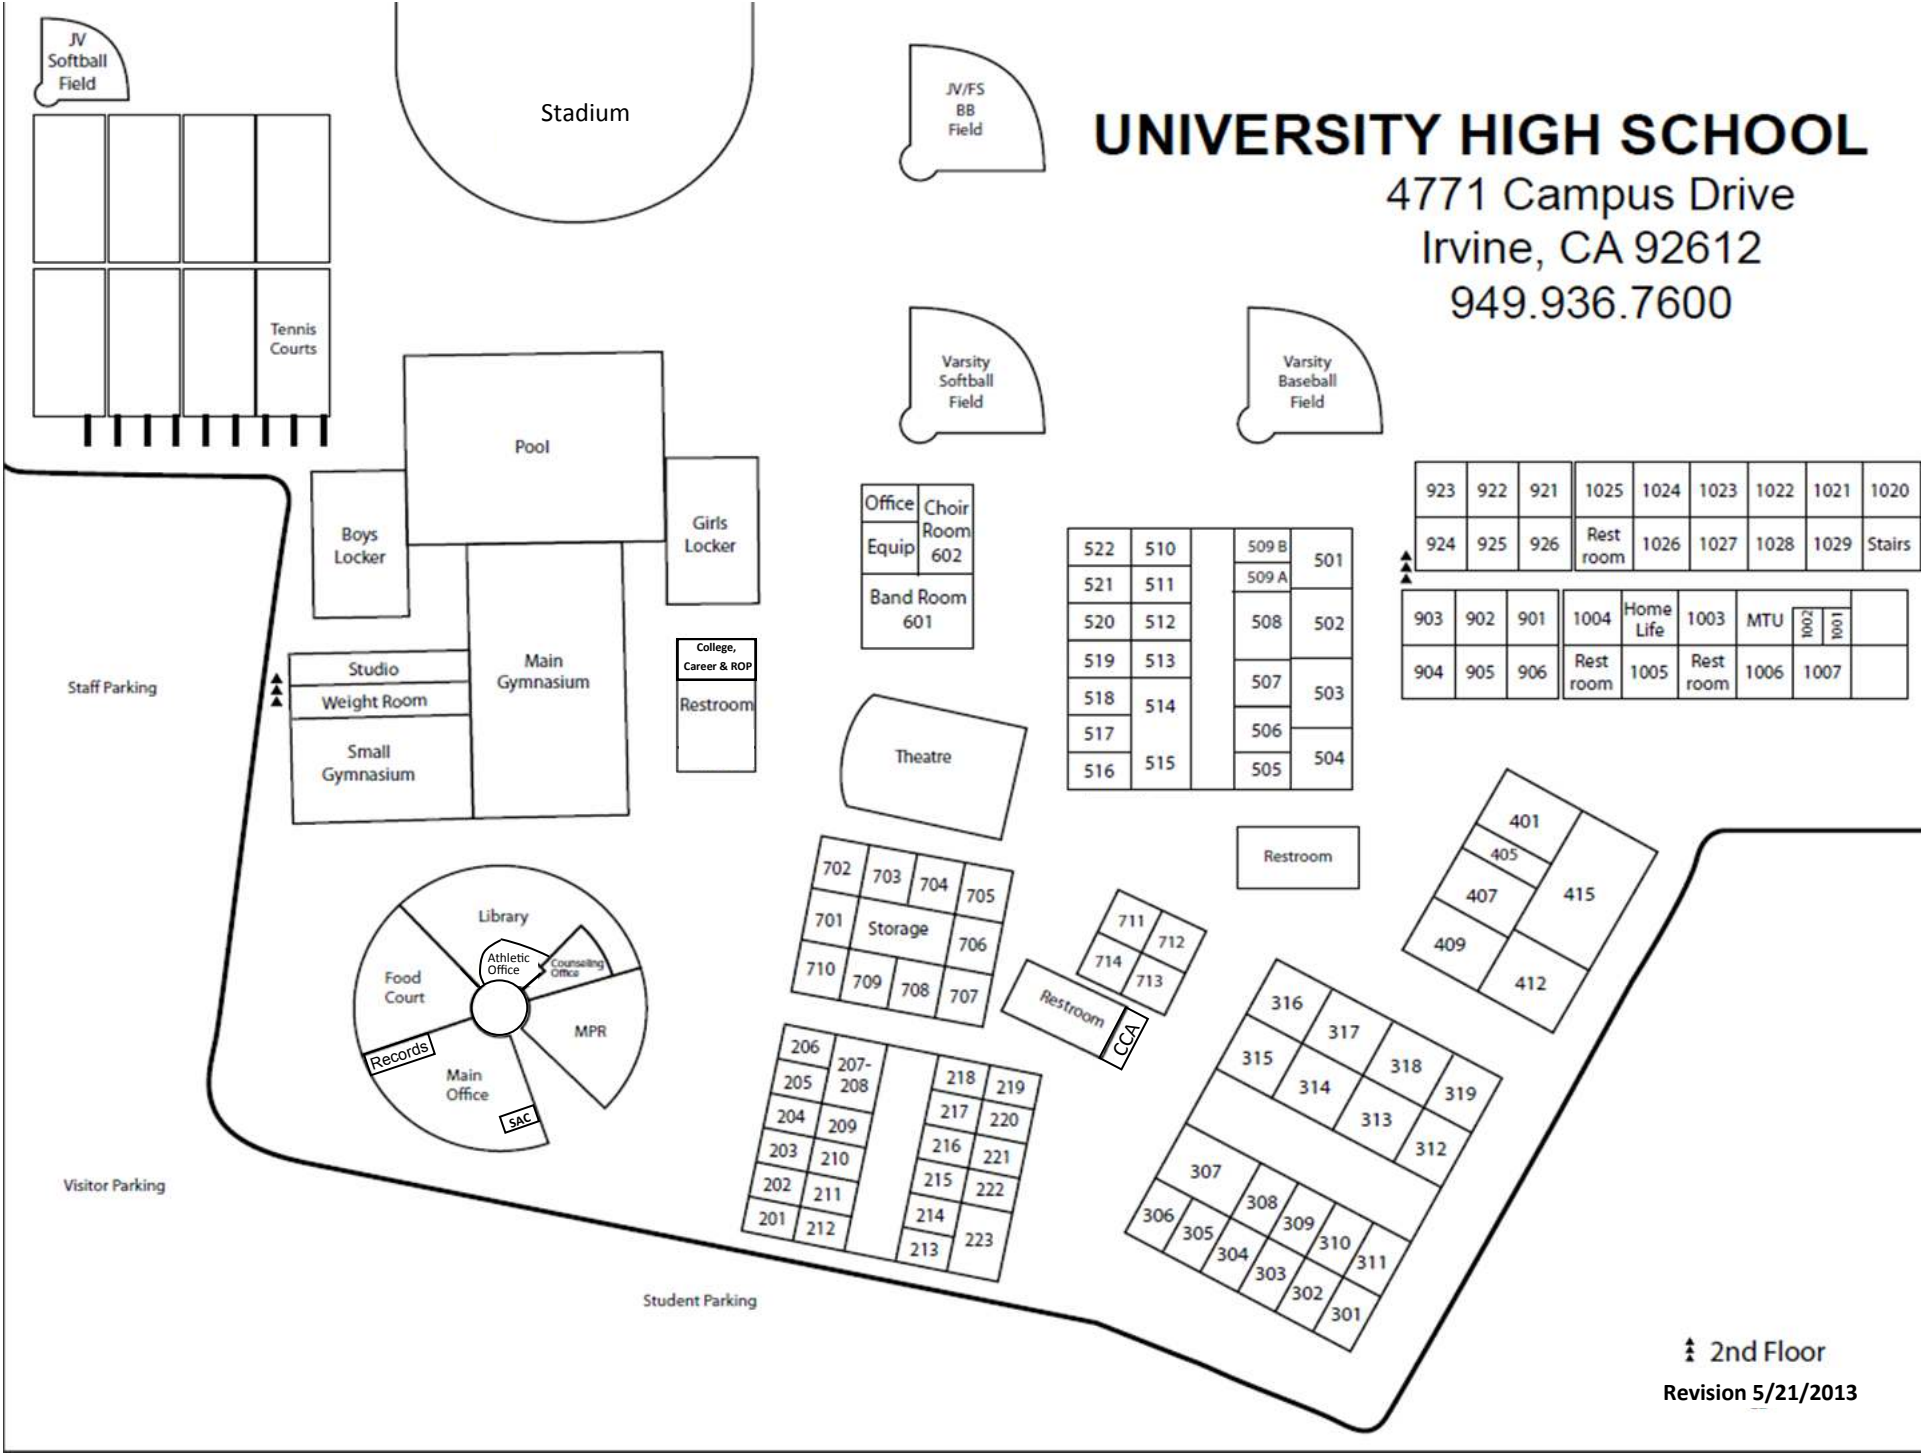 JV
Softball
Field
Stadium
JV/FS
BB
Field
UNIVERSITY HIGH SCHOOL
4771 Campus Drive
Irvine, CA 92612
949.936.7600
Tennis
Courts
Varsity
Softball
Field
Varsity
Baseball
Field
Pool
Boys
Locker
Girls
Locker
Office
Choir
Room
602
Equip
Band Room
601
923 922 921 1025 1024 1023 1022 1021 1020
924 925 926 Rest
room 1026 1027 1028 1029 Stairs
903 902 901 1004 Home
Life 1003 MTU 1002 1001
904 905 906 Rest
room 1005 Rest
room 1006 1007
522 510 509 B 501
521 511 509 A
520 512 508 502
519 513
518 514 507 503
517 506
516 515 505 504
College,
Career & ROP
Restroom
Main
Gymnasium
Studio
Weight Room
Small
Gymnasium
Staff Parking
Theatre
Restroom
401
405
407
409
415
412
702 703 704 705
701 Storage 706
710 709 708 707
711 712
714 713
Restroom
CCA
Library
Athletic
Office
Counseling
Office
Food
Court
MPR
Records
Main
Office
SAC
206 207-
208
205
204 209
203 210
202 211
201 212
218 219
217 220
216 221
215 222
214 223
213
316 317 318 319
315 314 313 312
307 308 309 310 311
306 305 304 303 302 301
Visitor Parking
Student Parking
2nd Floor
Revision 5/21/2013